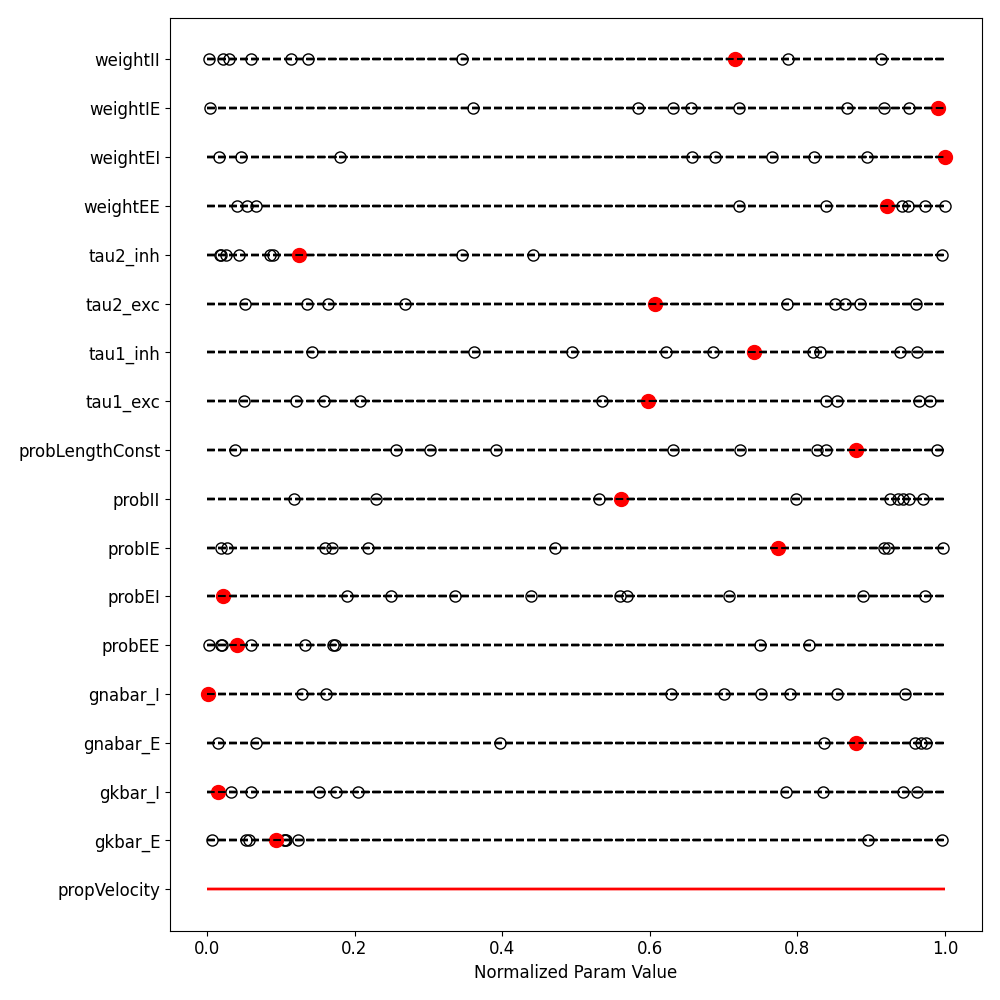 weightII
weightIE
weightEI
weightEE
tau2_inh
tau2_exc
tau1_inh
tau1_exc
probLengthConst
probII
probIE
probEI
probEE
gnabar_I
gnabar_E
gkbar_I
gkbar_E
propVelocity
0.0 0.2 0.4 0.6 0.8 1.0
Normalized Param Value